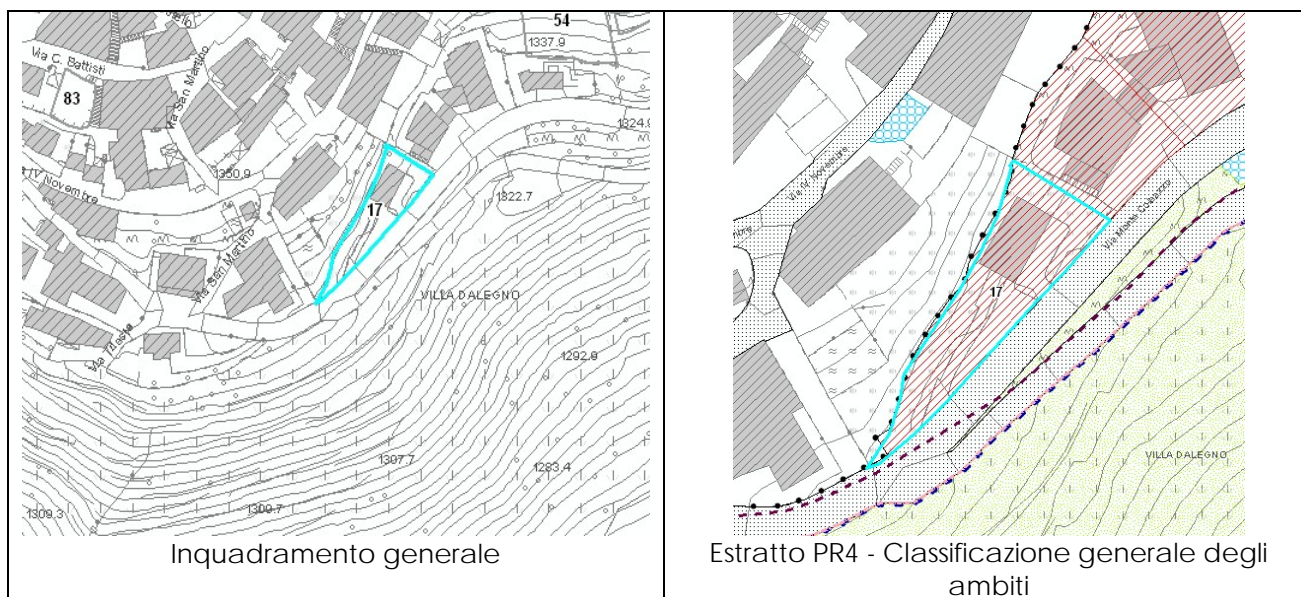 54
1337.9
Via C. Battisti
83
Via San Martino
1324.9
1350.9
IV Novembre
1322.7
17
Via San Martino
VILLA DALEGNO
1292.9
1307.7
1283.4
1309.3
1300.7
Inquadramento generale
Via IV Novembre
17
VILLA DALEGNO
Estratto PR4 - Classificazione generale degli
ambiti